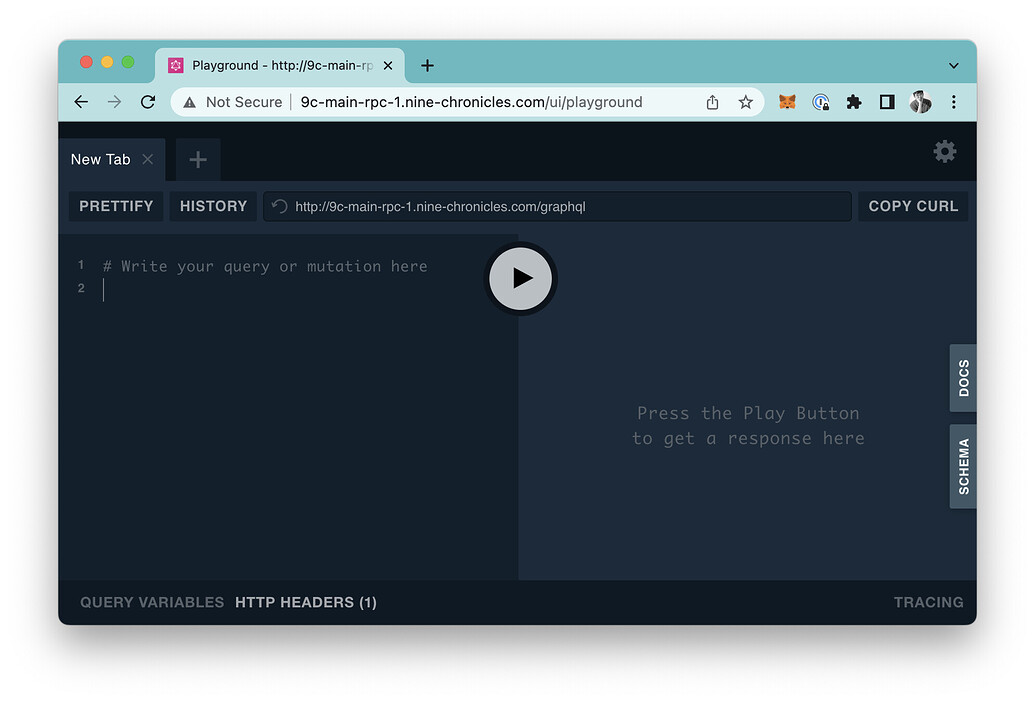 Playground - http://9c-main-rp
Not Secure
9c-main-rpc-1.nine-chronicles.com/ui/playground
New Tab
PRETTIFY
HISTORY
http://9c-main-rpc-1.nine-chronicles.com/graphql
COPY CURL
1 # Write your query or mutation here
2
Press the Play Button
to get a response here
DOCS
SCHEMA
QUERY VARIABLES
HTTP HEADERS (1)
TRACING